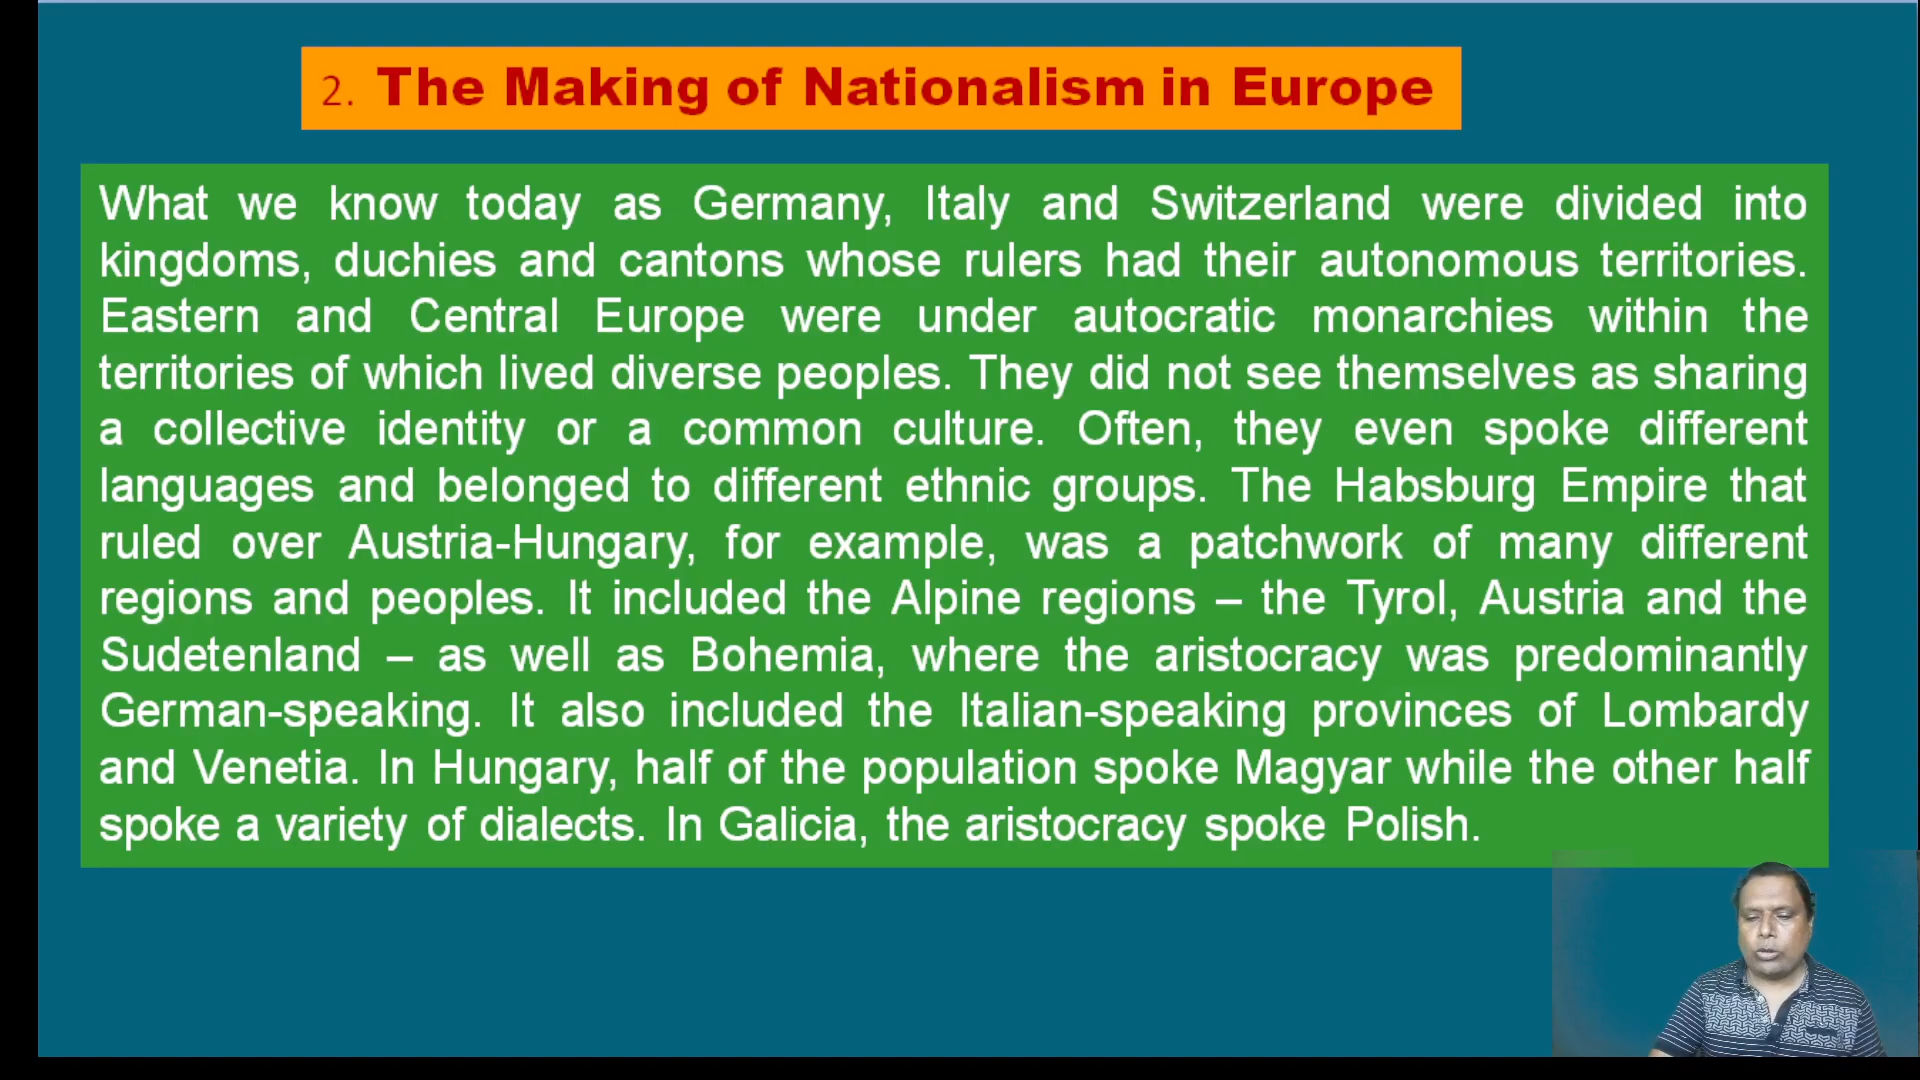 2. The Making of Nationalism in Europe
What we know today as Germany, Italy and Switzerland were divided into
kingdoms, duchies and cantons whose rulers had their autonomous territories.
Eastern and Central Europe were under autocratic monarchies within the
territories of which lived diverse peoples. They did not see themselves as sharing
a collective identity or a common culture. Often, they even spoke different
languages and belonged to different ethnic groups. The Habsburg Empire that
ruled over Austria-Hungary, for example, was a patchwork of many different
regions and peoples. It included the Alpine regions – the Tyrol, Austria and the
Sudetenland – as well as Bohemia, where the aristocracy was predominantly
German-speaking. It also included the Italian-speaking provinces of Lombardy
and Venetia. In Hungary, half of the population spoke Magyar while the other half
spoke a variety of dialects. In Galicia, the aristocracy spoke Polish.